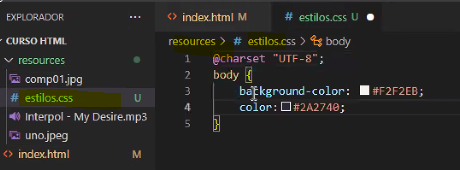 EXPLORADOR
CURSO HTML
resources
comp01.jpg
estilos.css U
Interpol - My Desire.mp3
uno.jpeg
index.html U
index.html U
estilos.css U
resources > estilos.css > body
1 @charset "UTF-8";
2 body {
3 background-color: #F2F2EB;
4 color: #2A2740;
5 }